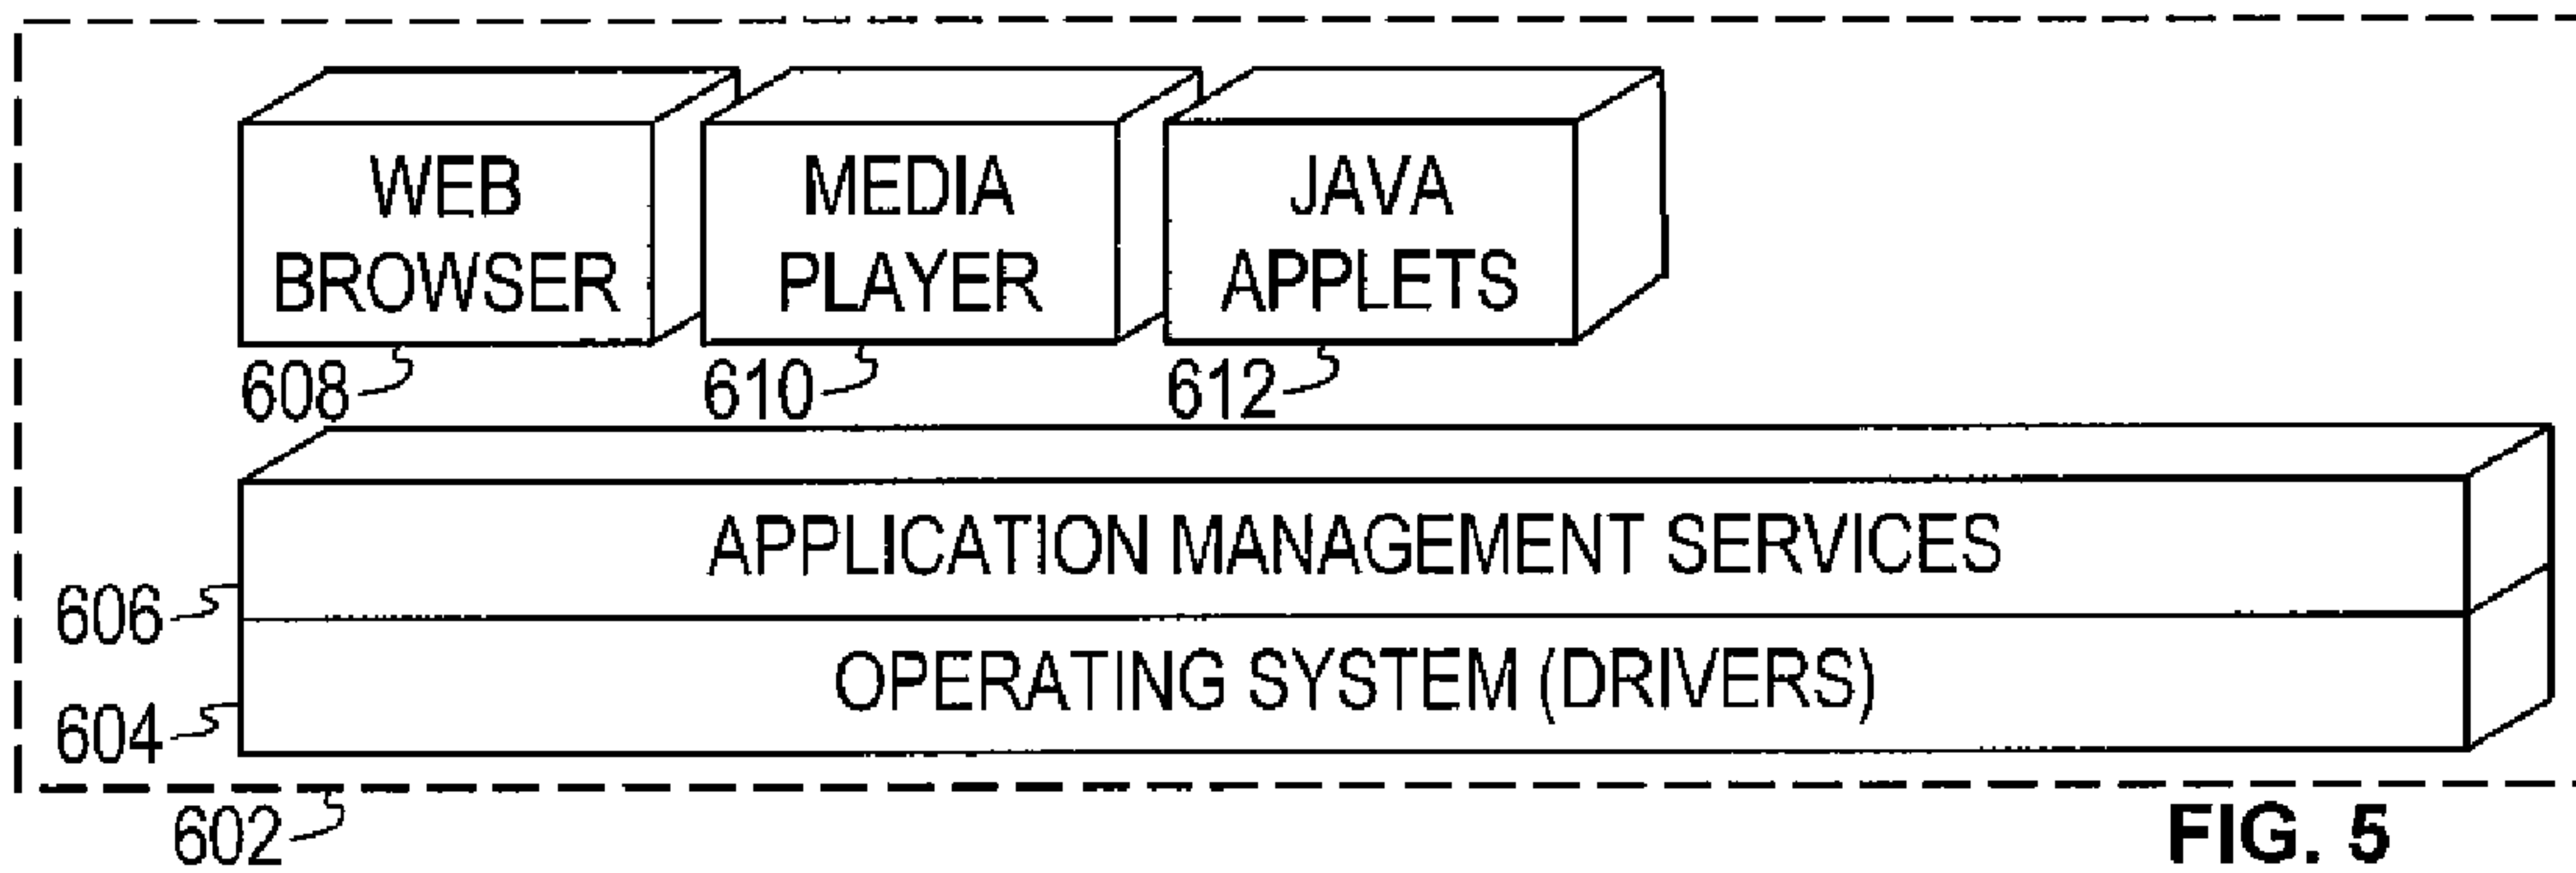 WEB
BROWSER
MEDIA
PLAYER
JAVA
APPLETS
608
610
612
APPLICATION MANAGEMENT SERVICES
606
OPERATING SYSTEM (DRIVERS)
604
602
FIG. 5